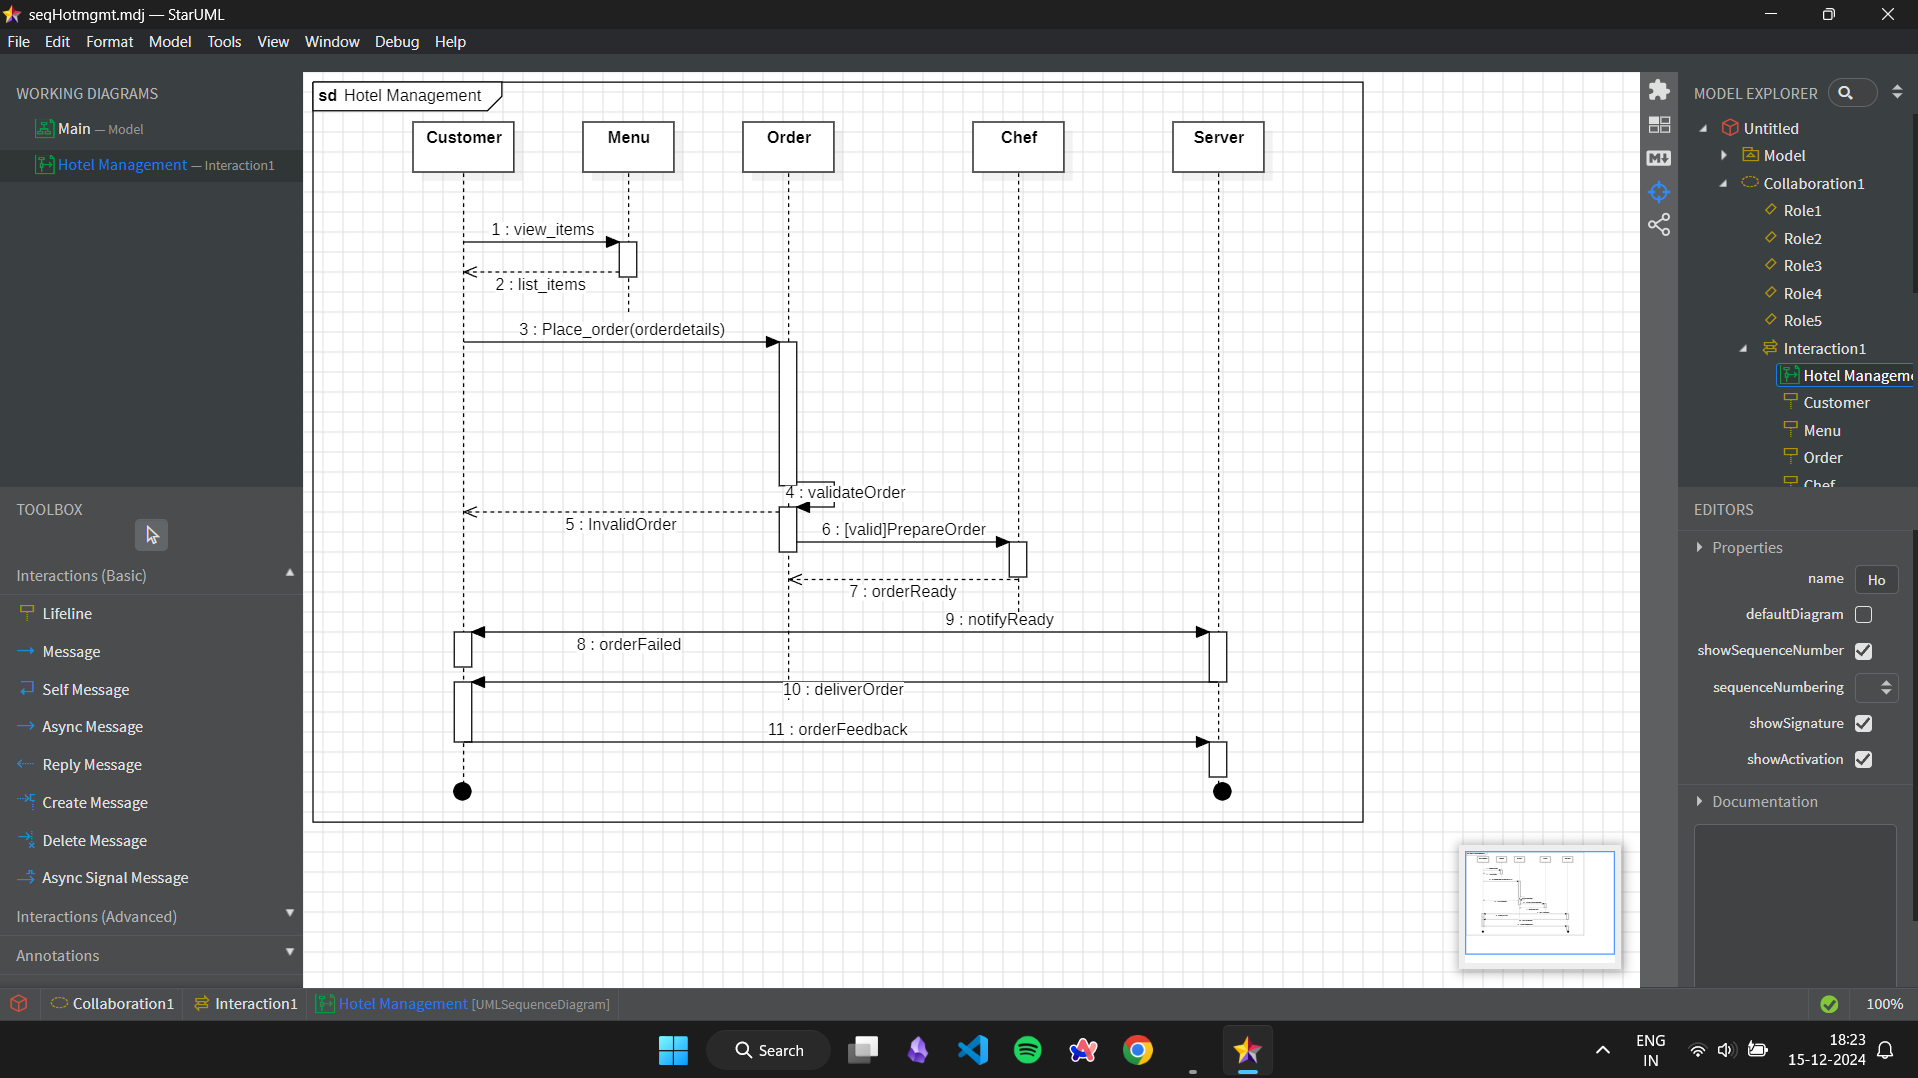 seqHotmgmt.mdj — StarUML
File Edit Format Model Tools View Window Debug Help
WORKING DIAGRAMS
Main — Model
Hotel Management — Interaction1
TOOLBOX
Interactions (Basic)
Lifeline
Message
Self Message
Async Message
Reply Message
Create Message
Delete Message
Async Signal Message
Interactions (Advanced)
Annotations
sd Hotel Management
Customer Menu Order Chef Server
1 : view_items
2 : list_items
3 : Place_order(orderdetails)
4 : validateOrder
5 : InvalidOrder
6 : [valid]PrepareOrder
7 : orderReady
9 : notifyReady
8 : orderFailed
10 : deliverOrder
11 : orderFeedback
M
MODEL EXPLORER
Untitled
Model
Collaboration1
Role1
Role2
Role3
Role4
Role5
Interaction1
Hotel Managem
Customer
Menu
Order
Chef
EDITORS
Properties
name Ho
defaultDiagram
showSequenceNumber
sequenceNumbering
showSignature
showActivation
Documentation
Collaboration1 Interaction1 Hotel Management [UMLSequenceDiagram]
100%
Search
ENG
IN
18:23
15-12-2024